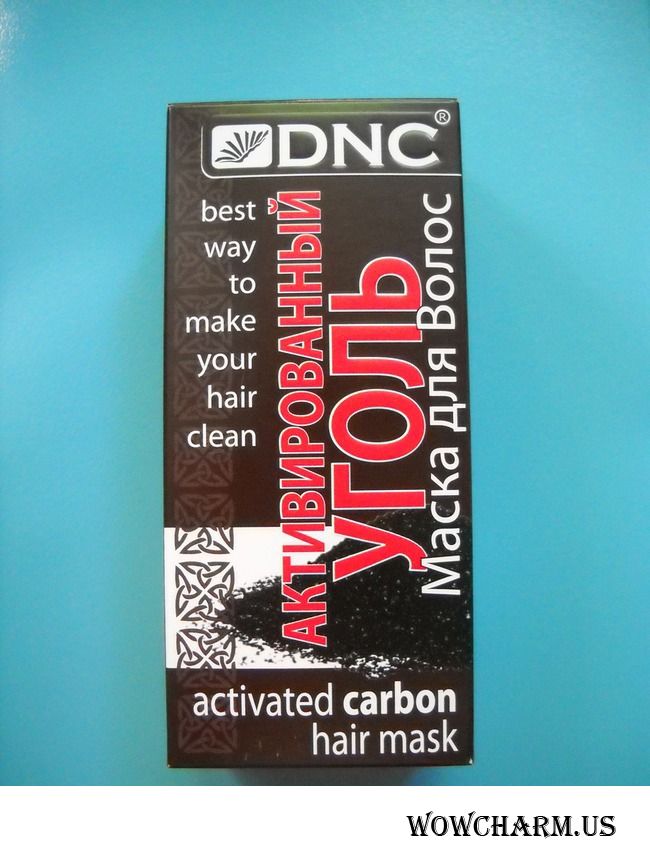 DNC®
best
way
to
make
your
hair
clean
АКТИВИРОВАННЫЙ
УГОЛЬ
Маска для Волос
activated carbon
hair mask
WOWCHARM.US